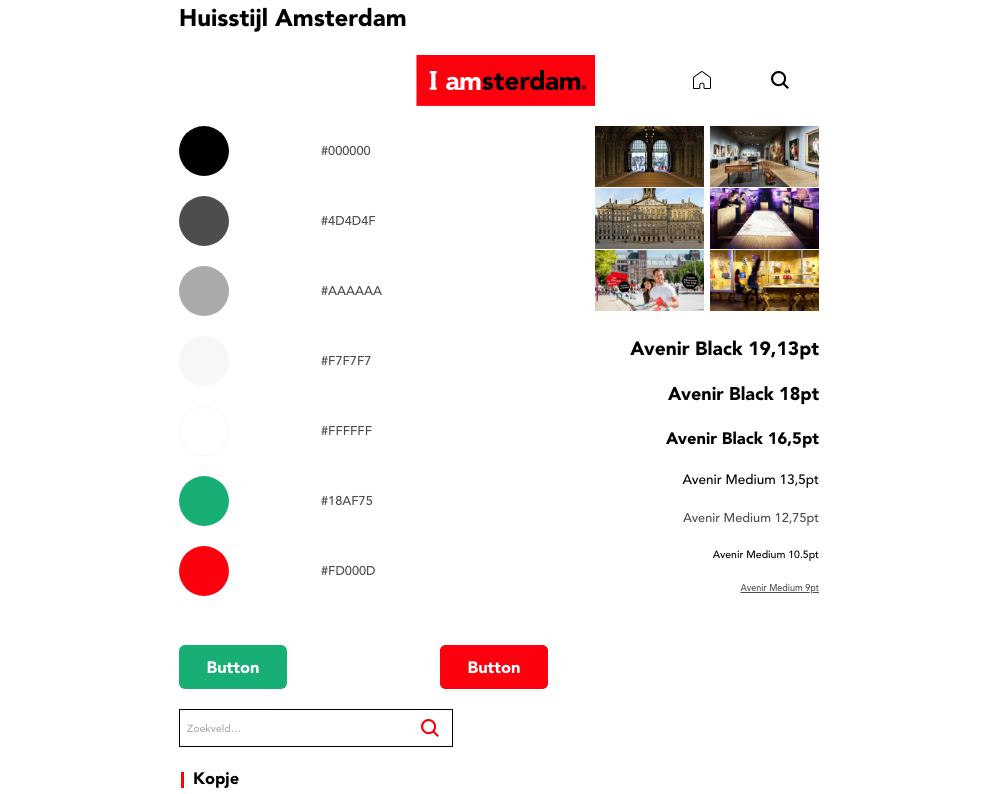 Huisstijl Amsterdam
I amsterdam.
#000000
#4D4D4F
#AAAAAA
#F7F7F7
#FFFFFF
#18AF75
#FD000D
Avenir Black 19,13pt
Avenir Black 18pt
Avenir Black 16,5pt
Avenir Medium 13,5pt
Avenir Medium 12,75pt
Avenir Medium 10.5pt
Avenir Medium 9pt
Button
Button
Zoekveld...
Kopje